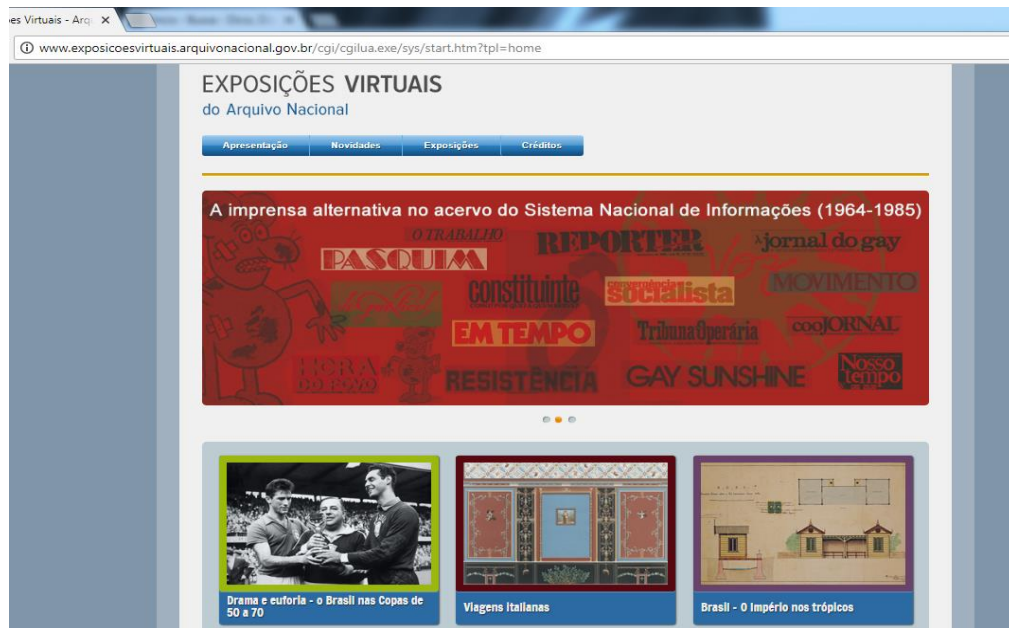 es Virtuais - Arq
www.exposicoesvirtuais.arquivonacional.gov.br/cgi/cgilua.exe/sys/start.htm?tpl=home
EXPOSIÇÕES VIRTUAIS
do Arquivo Nacional
Apresentação Novidades Exposições Créditos
A imprensa alternativa no acervo do Sistema Nacional de Informações (1964-1985)
O TRABALHO
REPORTER
jornal do gay
PASQUIM
constituinte
socialista
MOVIMENTO
EM TEMPO
Tribuna Operária
cooJORNAL
HORA DO POVO
RESISTÊNCIA
GAY SUNSHINE
Nosso tempo
Drama e euforia - o Brasil nas Copas de
50 a 70
Viagens italianas
Brasil - O Império nos trópicos